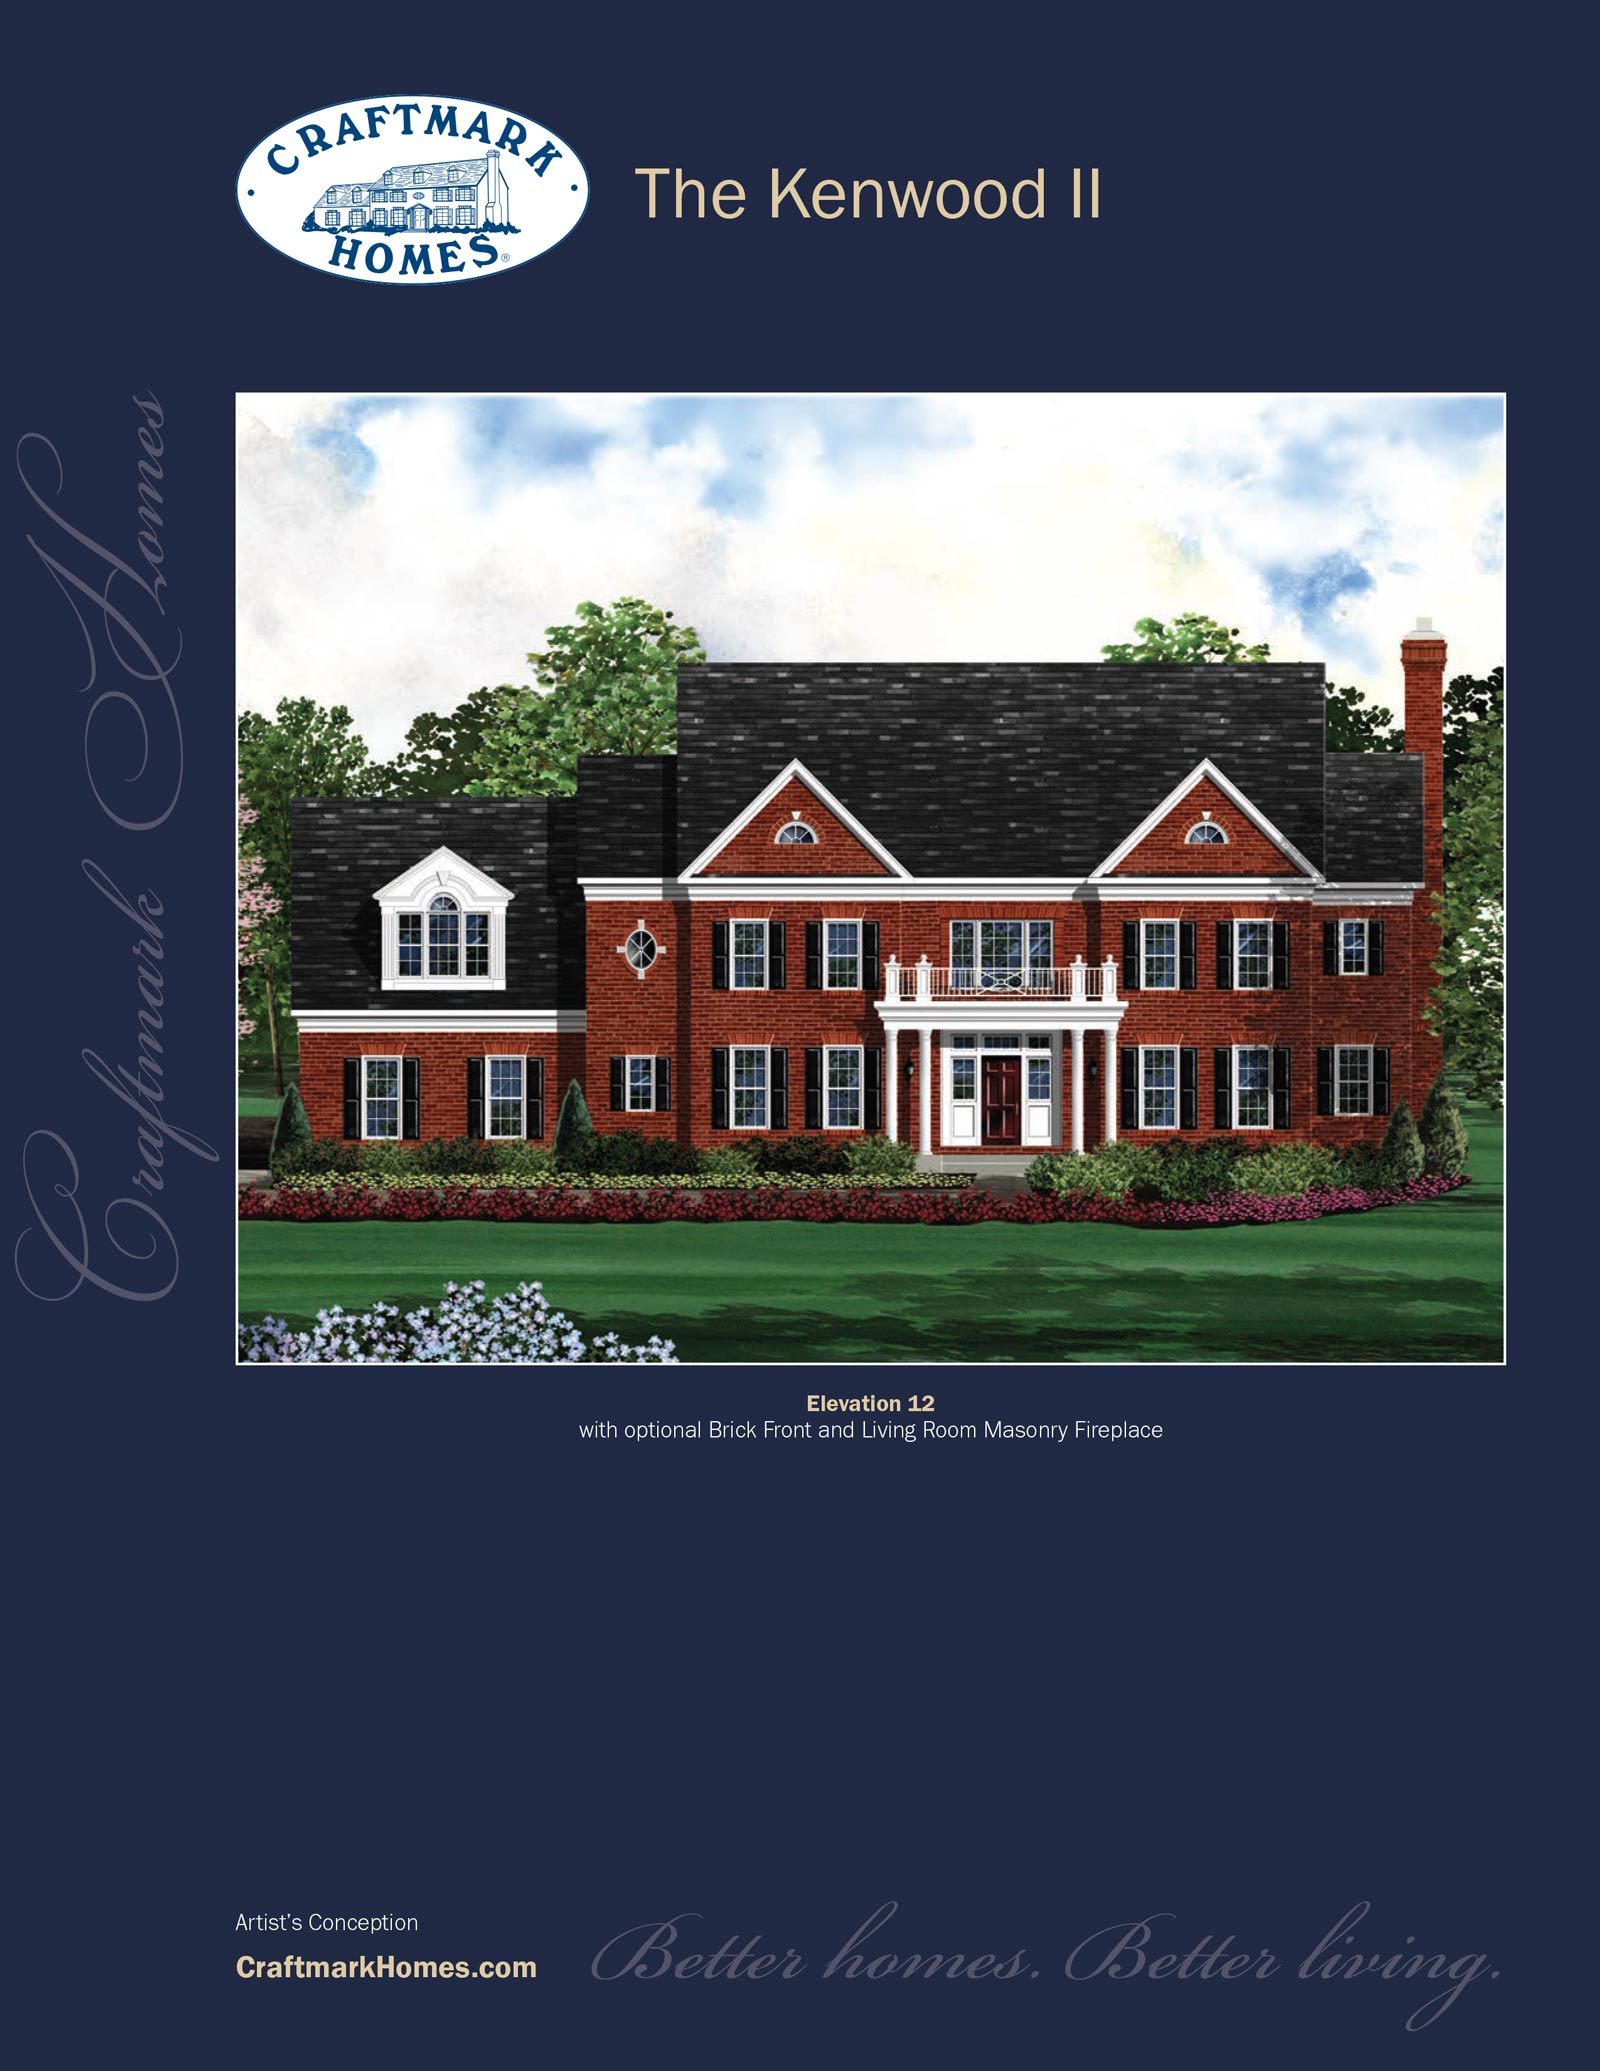 CRAFTMARK
HOMES®
The Kenwood II
Craftmark Homes
Elevation 12
with optional Brick Front and Living Room Masonry Fireplace
Artist's Conception
CraftmarkHomes.com
Better homes. Better living.